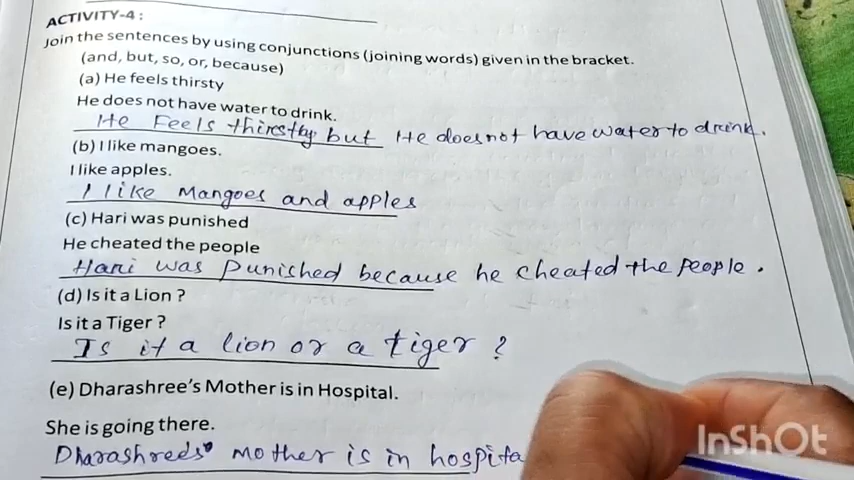 ACTIVITY-4:
Join the sentences by using conjunctions (joining words) given in the bracket.
(and, but, so, or, because)
(a) He feels thirsty
He does not have water to drink.
He Feels thirsty but He does not have water to drink.
(b) I like mangoes.
I like apples.
I like Mangoes and apples
(c) Hari was punished
He cheated the people
Hari was Punished because he cheated the people.
(d) Is it a Lion ?
Is it a Tiger ?
Is it a lion or a tiger ?
(e) Dharashree's Mother is in Hospital.
She is going there.
Dharashree's mother is in hospita
InShOt